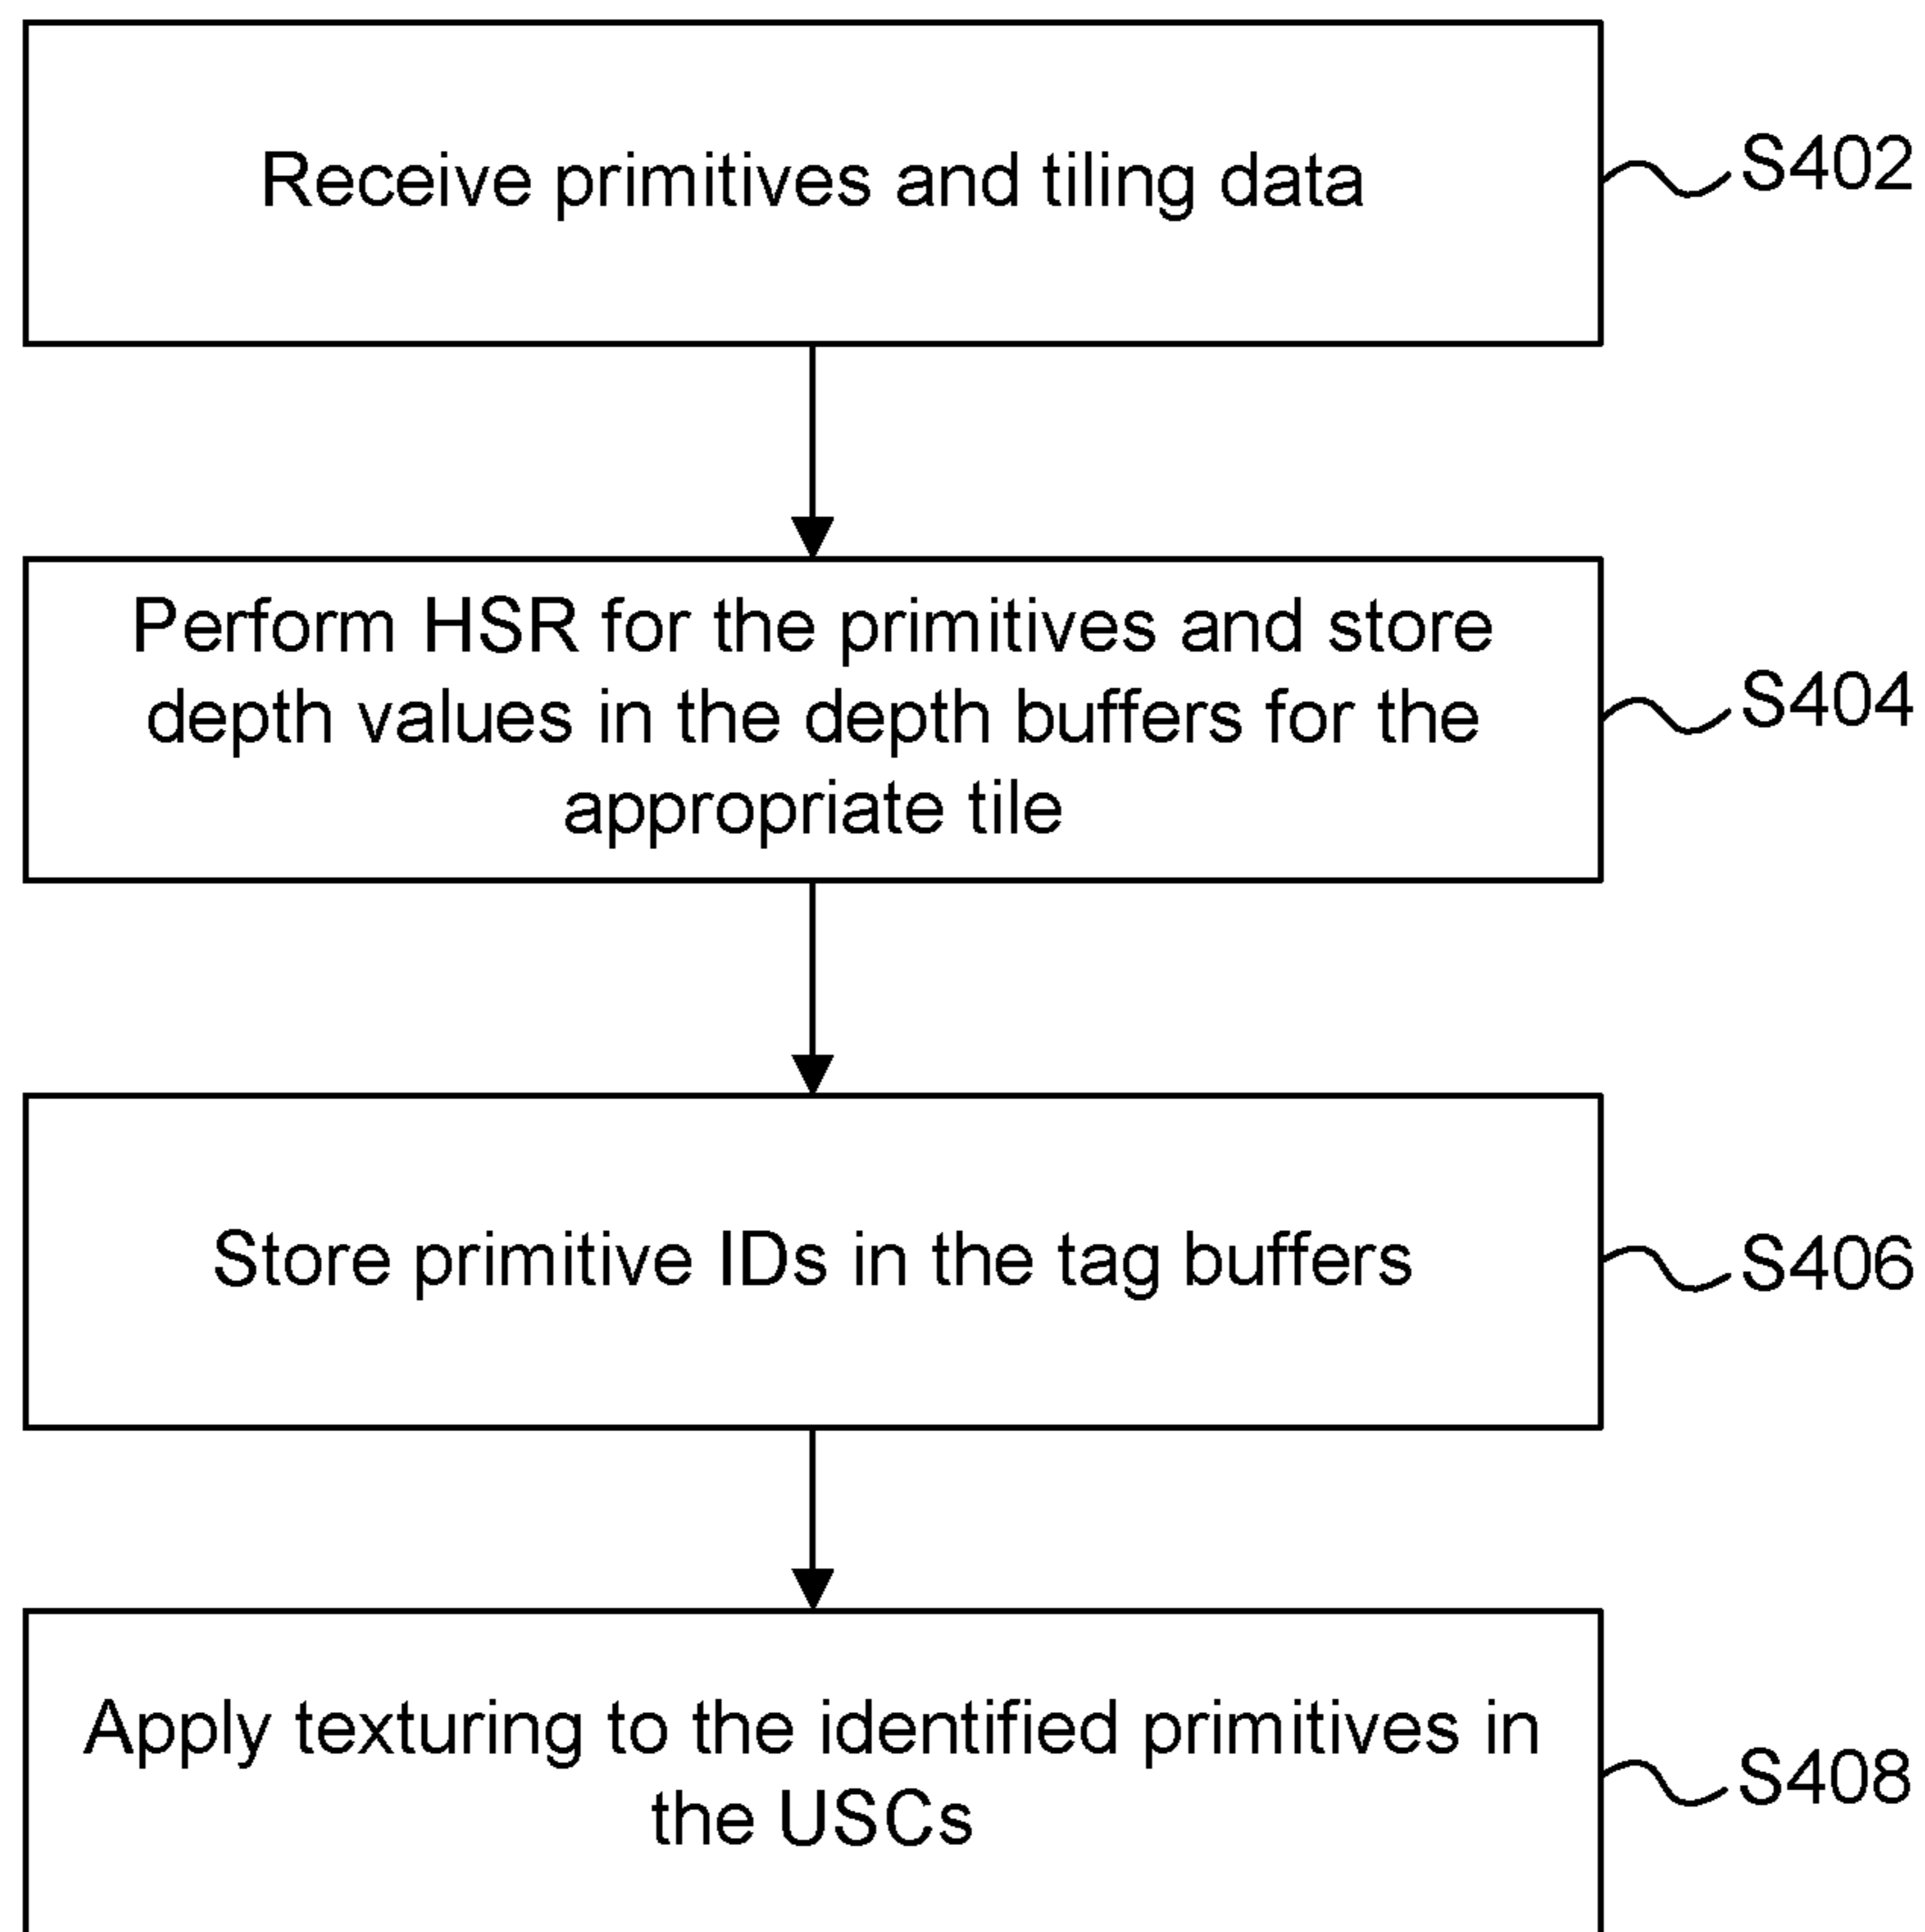 Receive primitives and tiling data
S402
Perform HSR for the primitives and store
depth values in the depth buffers for the
appropriate tile
S404
Store primitive IDs in the tag buffers
S406
Apply texturing to the identified primitives in
the USCs
S408